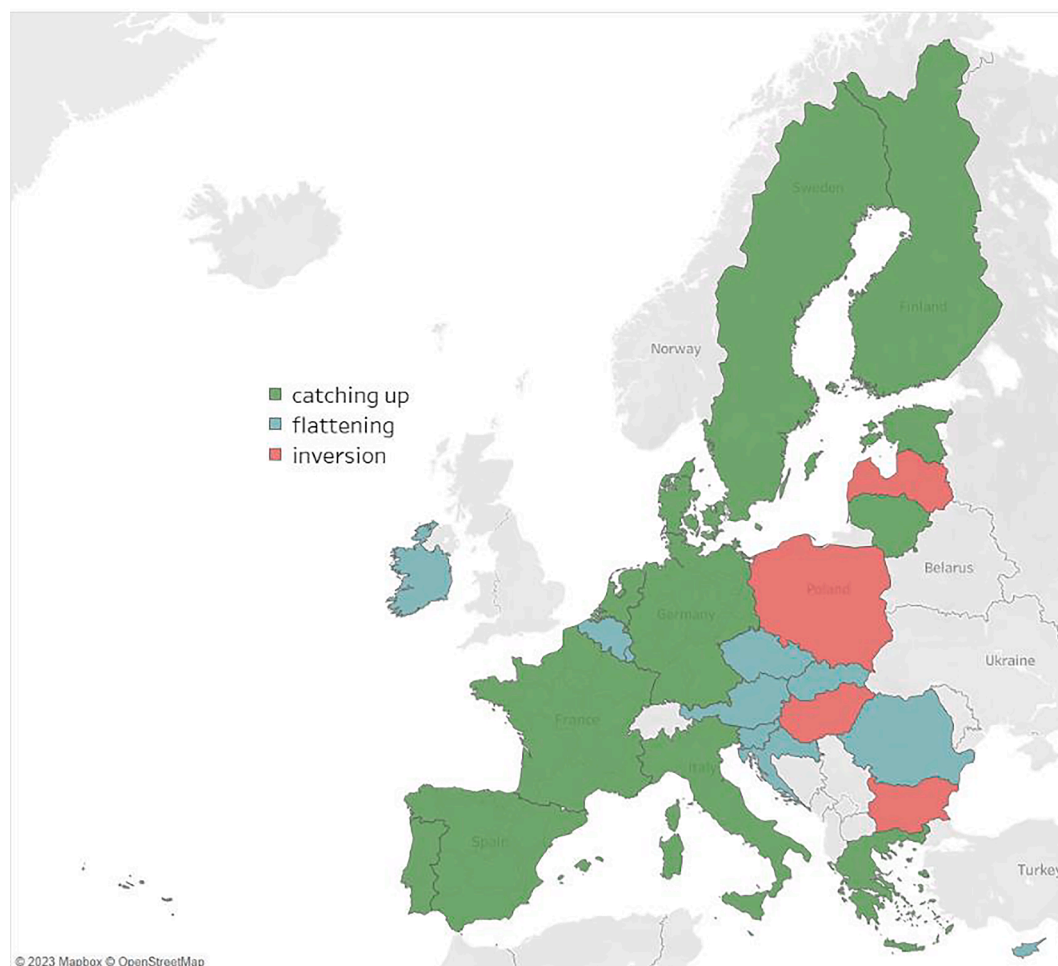 Sweden
Finland
Norway
catching up
flattening
inversion
Belarus
Poland
Germany
Ukraine
France
Italy
Spain
Turkey
© 2023 Mapbox © OpenStreetMap